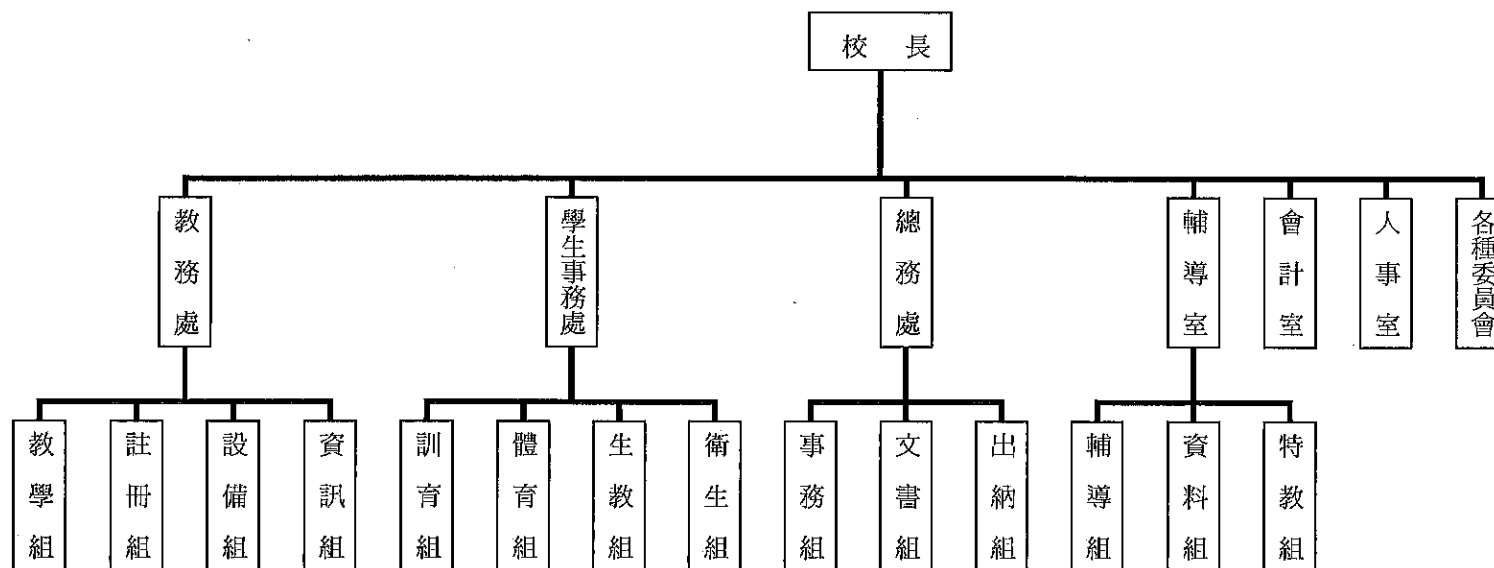 校長
教務處
學生事務處
總務處
輔導室
會計室
人事室
各種委員會
教學組
註冊組
設備組
資訊組
訓育組
體育組
生教組
衛生組
事務組
文書組
出納組
輔導組
資料組
特教組